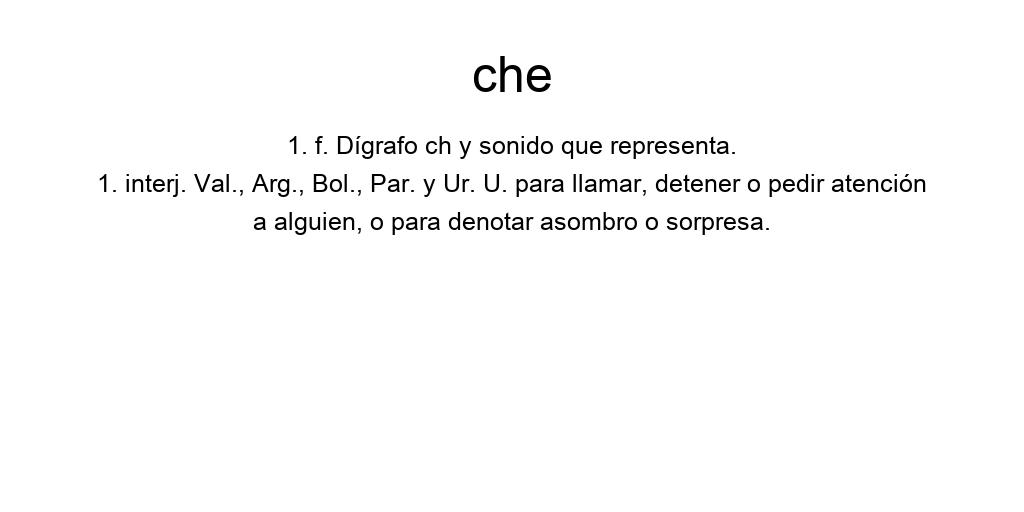 che
1. f. Dígrafo ch y sonido que representa.
1. interj. Val., Arg., Bol., Par. y Ur. U. para llamar, detener o pedir atención
a alguien, o para denotar asombro o sorpresa.